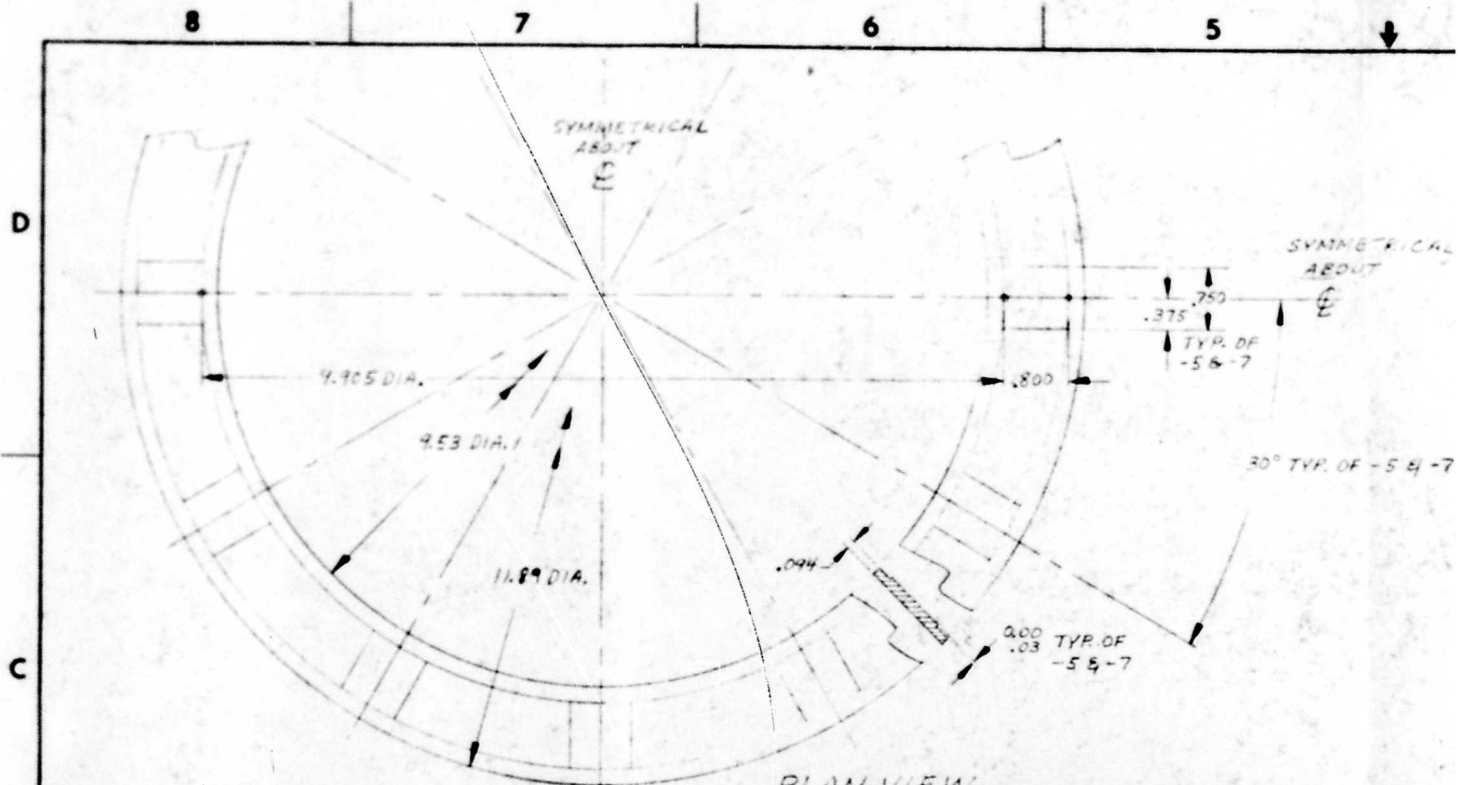 8 7 6 5
SYMMETRICAL
ABOUT
℄
D
SYMMETRICAL
ABOUT
℄
.750
.375
TYP. OF
-5 & -7
9.905 DIA.
.800
9.53 DIA.
30° TYP. OF -5 & -7
.094
11.89 DIA.
0.00
.03 TYP. OF
-5 & -7
C
PLAN VIEW